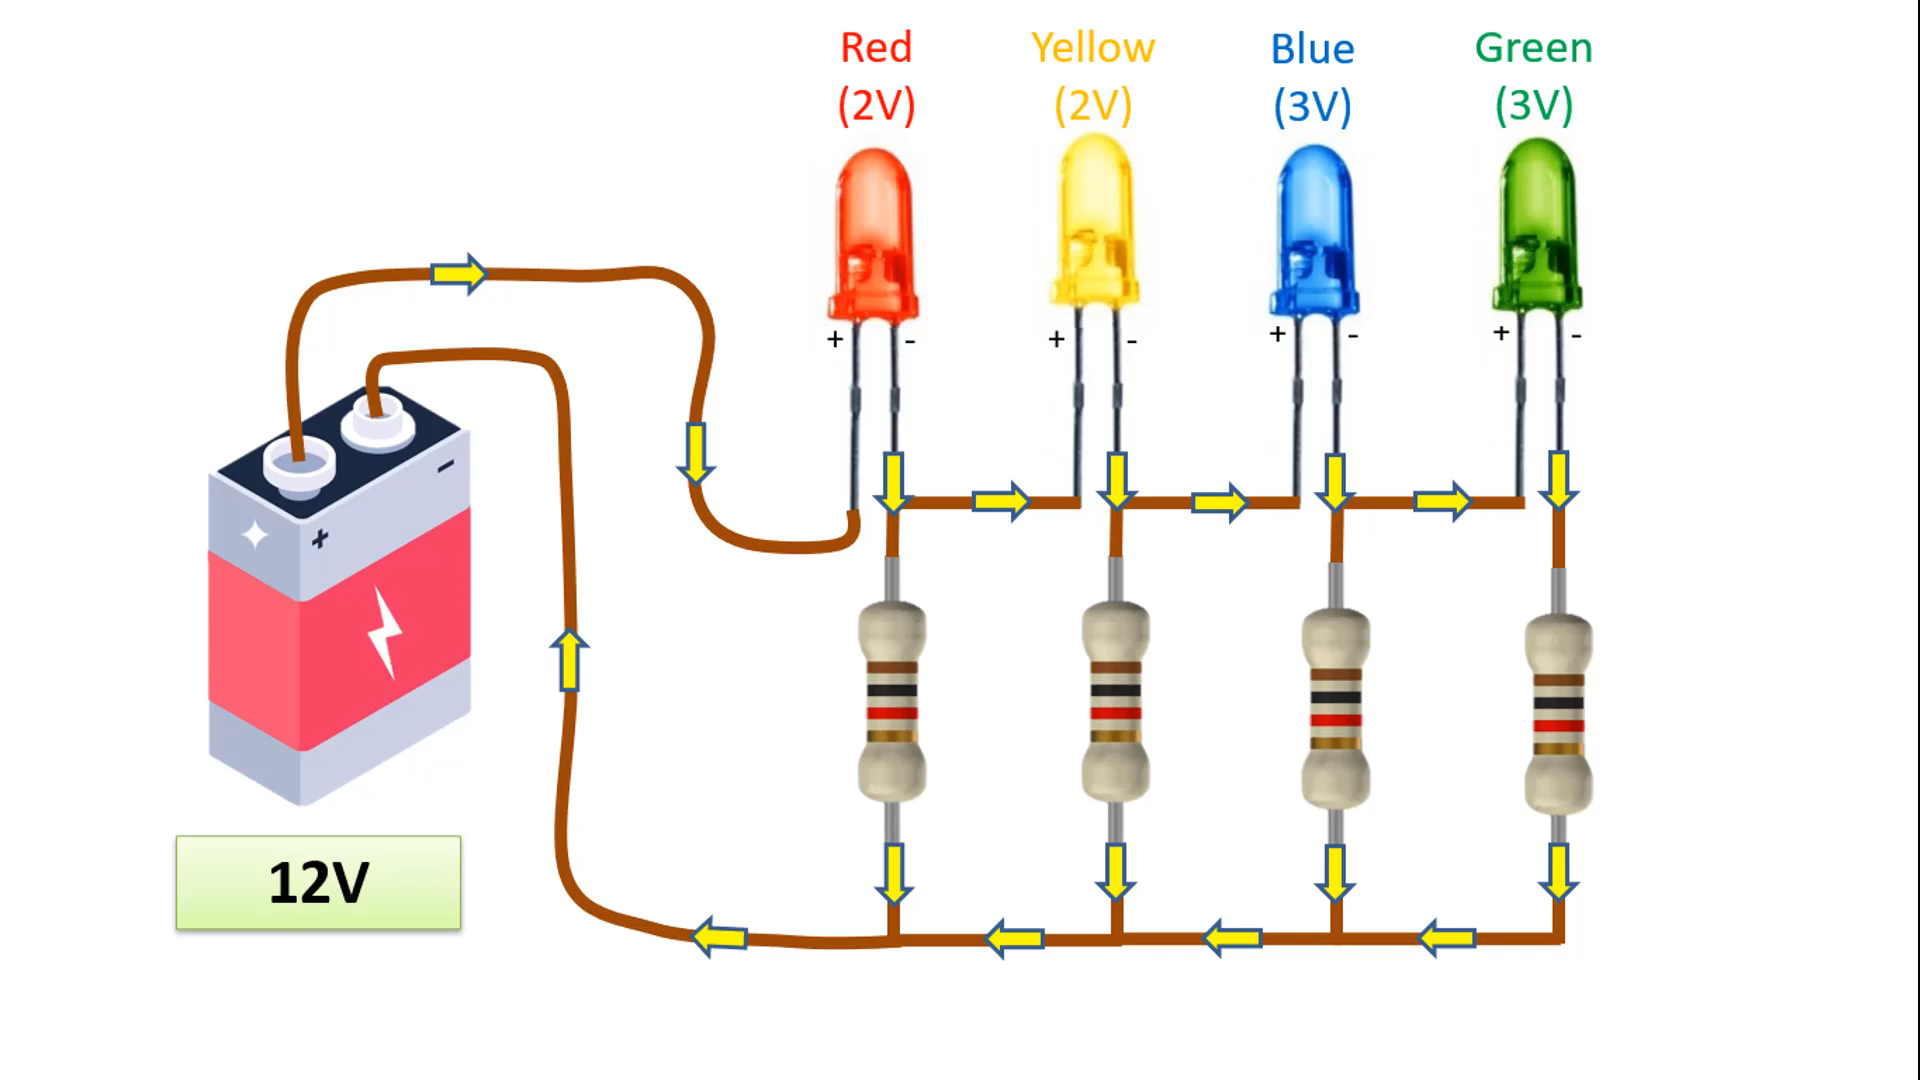 Red
(2V)
Yellow
(2V)
Blue
(3V)
Green
(3V)
+ -
+ -
+ -
+ -
-
+
12V